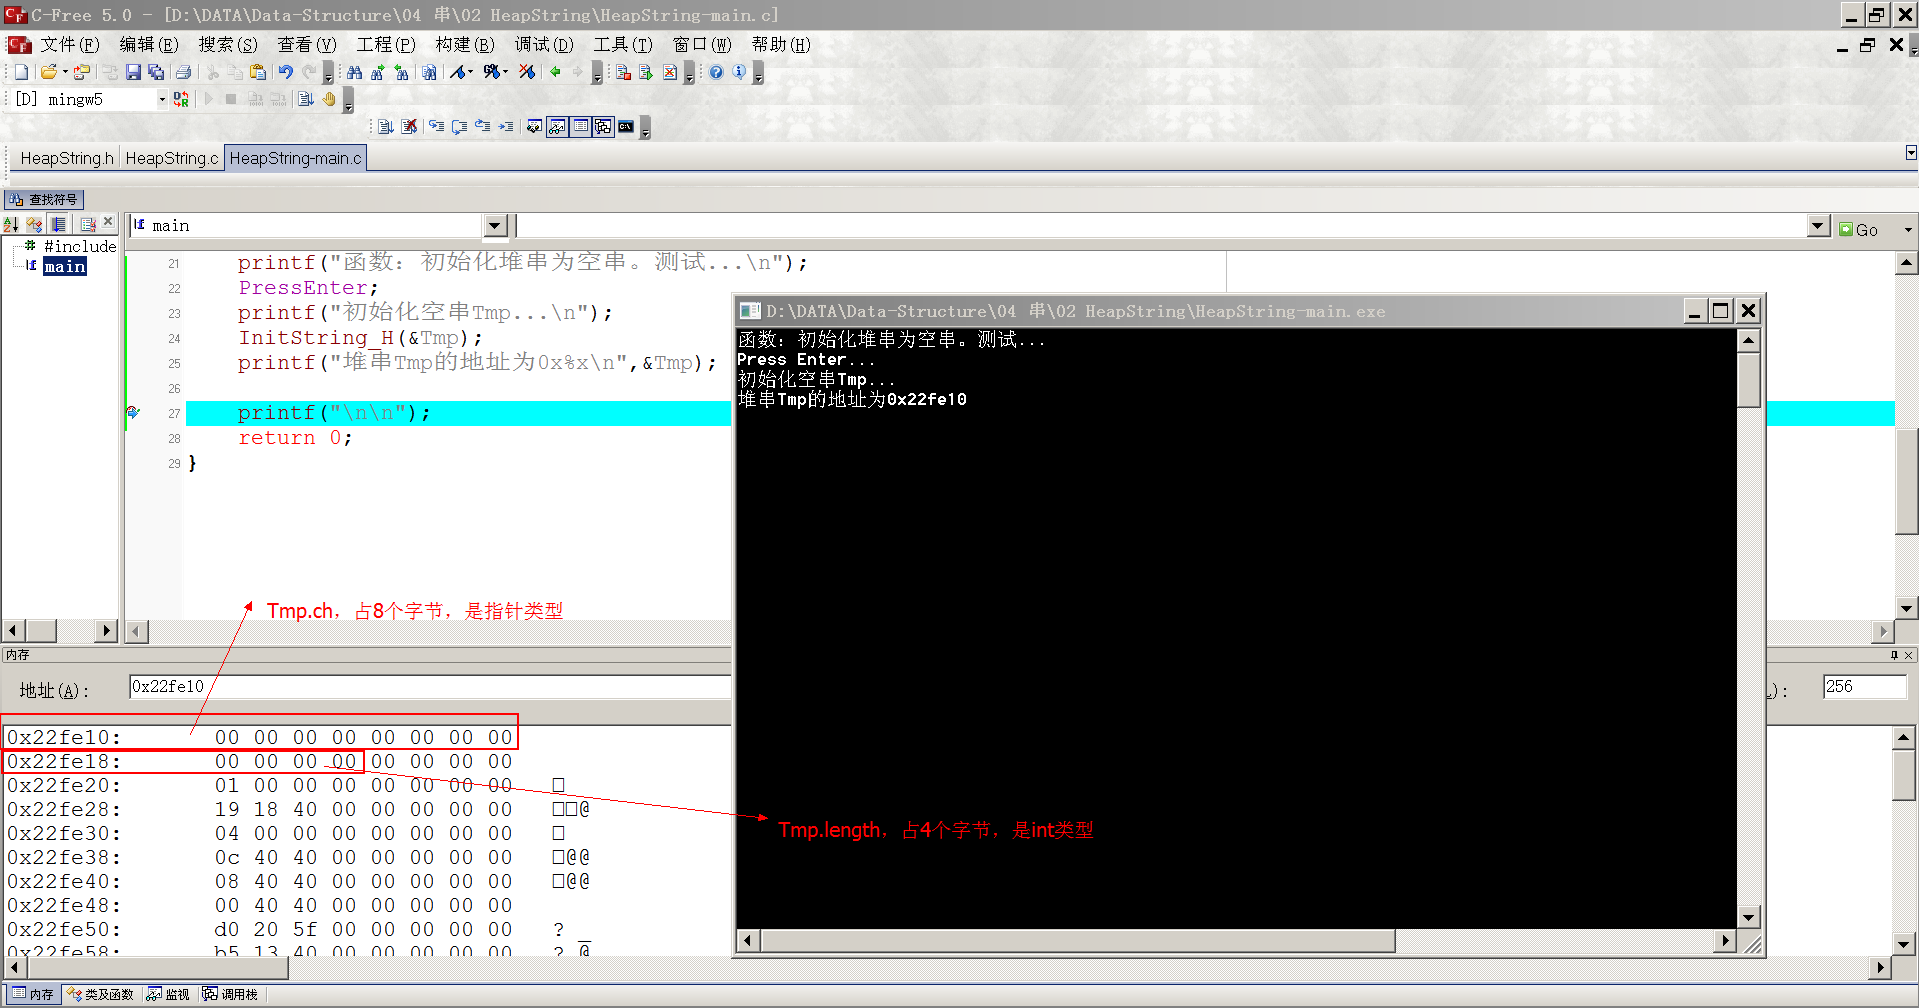 C-Free 5.0 - [D:\DATA\Data-Structure\04 串\02 HeapString\HeapString-main.c]
文件(F) 编辑(E) 搜索(S) 查看(V) 工程(P) 构建(B) 调试(D) 工具(T) 窗口(W) 帮助(H)
[D] mingw5
HeapString.h HeapString.c HeapString-main.c
查找符号
main
Go
#include
main
21 printf("函数：初始化堆串为空串。测试...\n");
22 PressEnter;
23 printf("初始化空串Tmp...\n");
24 InitString_H(&Tmp);
25 printf("堆串Tmp的地址为0x%x\n",&Tmp);
26
27 printf("\n\n");
28 return 0;
29 }
D:\DATA\Data-Structure\04 串\02 HeapString\HeapString-main.exe
函数：初始化堆串为空串。测试...
Press Enter...
初始化空串Tmp...
堆串Tmp的地址为0x22fe10
Tmp.ch，占8个字节，是指针类型
内存
地址(A): 0x22fe10
256
0x22fe10: 00 00 00 00 00 00 00 00
0x22fe18: 00 00 00 00 00 00 00 00
0x22fe20: 01 00 00 00 00 00 00 00 □
0x22fe28: 19 18 40 00 00 00 00 00 □□@
0x22fe30: 04 00 00 00 00 00 00 00 □
0x22fe38: 0c 40 40 00 00 00 00 00 □@@
0x22fe40: 08 40 40 00 00 00 00 00 □@@
0x22fe48: 00 40 40 00 00 00 00 00
0x22fe50: d0 20 5f 00 00 00 00 00 ? _
0x22fe58: b5 13 40 00 00 00 00 00 ? @
Tmp.length，占4个字节，是int类型
内存 类及函数 监视 调用栈